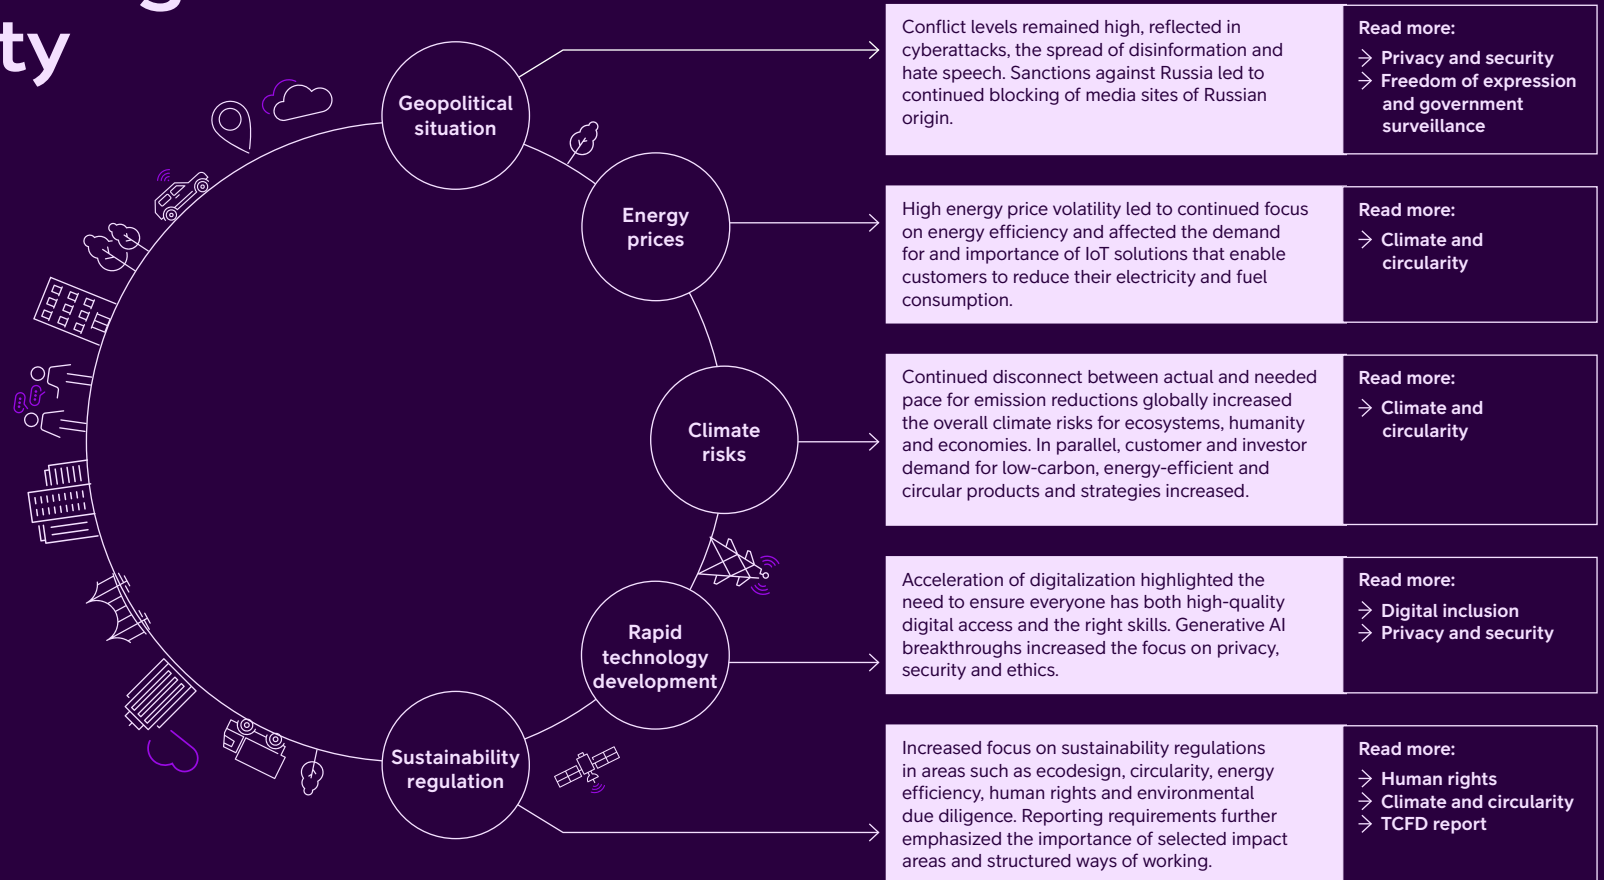 g
ty
Geopolitical
situation
Conflict levels remained high, reflected in
cyberattacks, the spread of disinformation and
hate speech. Sanctions against Russia led to
continued blocking of media sites of Russian
origin.
Read more:
→ Privacy and security
→ Freedom of expression
and government
surveillance
Energy
prices
High energy price volatility led to continued focus
on energy efficiency and affected the demand
for and importance of IoT solutions that enable
customers to reduce their electricity and fuel
consumption.
Read more:
→ Climate and
circularity
Climate
risks
Continued disconnect between actual and needed
pace for emission reductions globally increased
the overall climate risks for ecosystems, humanity
and economies. In parallel, customer and investor
demand for low-carbon, energy-efficient and
circular products and strategies increased.
Read more:
→ Climate and
circularity
Rapid
technology
development
Acceleration of digitalization highlighted the
need to ensure everyone has both high-quality
digital access and the right skills. Generative AI
breakthroughs increased the focus on privacy,
security and ethics.
Read more:
→ Digital inclusion
→ Privacy and security
Sustainability
regulation
Increased focus on sustainability regulations
in areas such as ecodesign, circularity, energy
efficiency, human rights and environmental
due diligence. Reporting requirements further
emphasized the importance of selected impact
areas and structured ways of working.
Read more:
→ Human rights
→ Climate and circularity
→ TCFD report